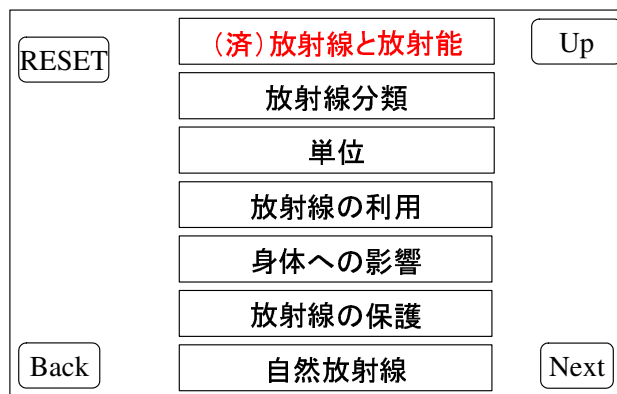 RESET
(済)放射線と放射能
Up
放射線分類
単位
放射線の利用
身体への影響
放射線の保護
Back
自然放射線
Next